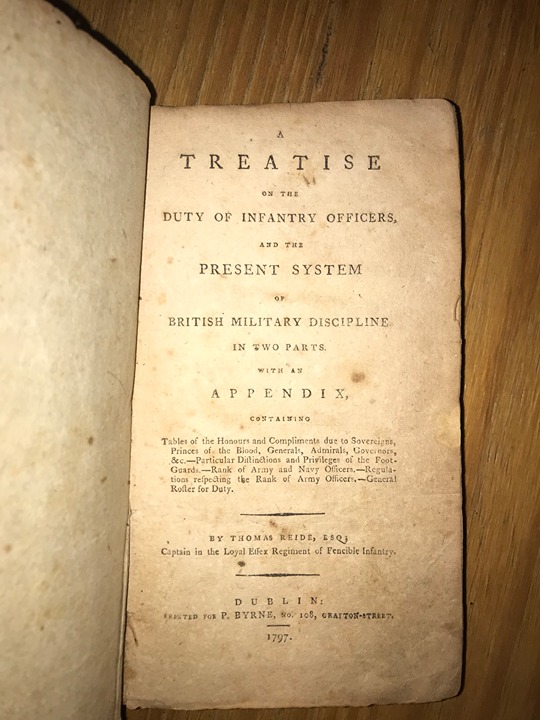 A
TREATISE
ON THE
DUTY OF INFANTRY OFFICERS,
AND THE
PRESENT SYSTEM
OF
BRITISH MILITARY DISCIPLINE
IN TWO PARTS.
WITH AN
APPENDIX,
CONTAINING
Tables of the Honours and Compliments due to Sovereigns,
Princes of the Blood, Generals, Admirals, Governors,
&c.—Particular Diſtinctions and Privileges of the Foot-
Guards.—Rank of Army and Navy Officers.—Regula-
tions reſpecting the Rank of Army Officers.—General
Roſter for Duty.
BY THOMAS REIDE, ESQ;
Captain in the Loyal Eſſex Regiment of Fencible Infantry.
DUBLIN:
PRINTED FOR P. BYRNE, NO. 108, GRAFTON-STREET.
1797.